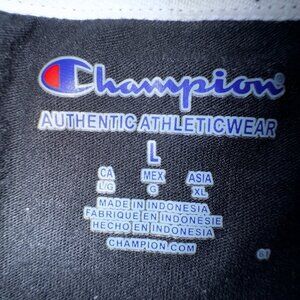 Champion
AUTHENTIC ATHLETICWEAR
L
CA MEX ASIA
L/G G XL
MADE IN INDONESIA
FABRIQUE EN INDONESIE
HECHO EN INDONESIA
CHAMPION.COM